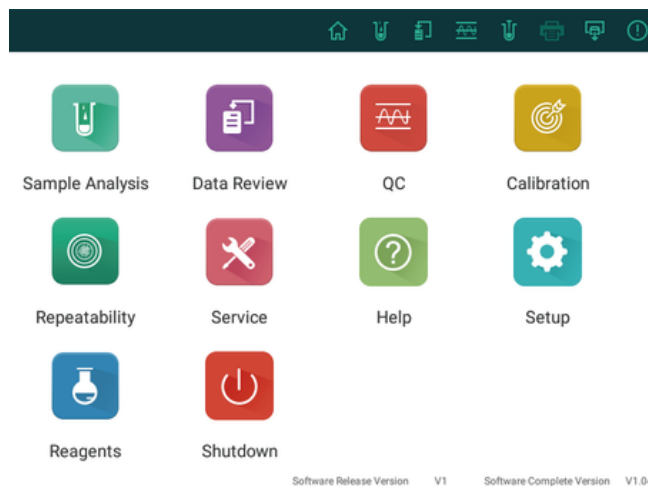 Sample Analysis Data Review QC Calibration
Repeatability Service Help Setup
Reagents Shutdown
Software Release Version V1 Software Complete Version